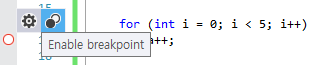 for (int i = 0; i < 5; i++)
a++;
Enable breakpoint